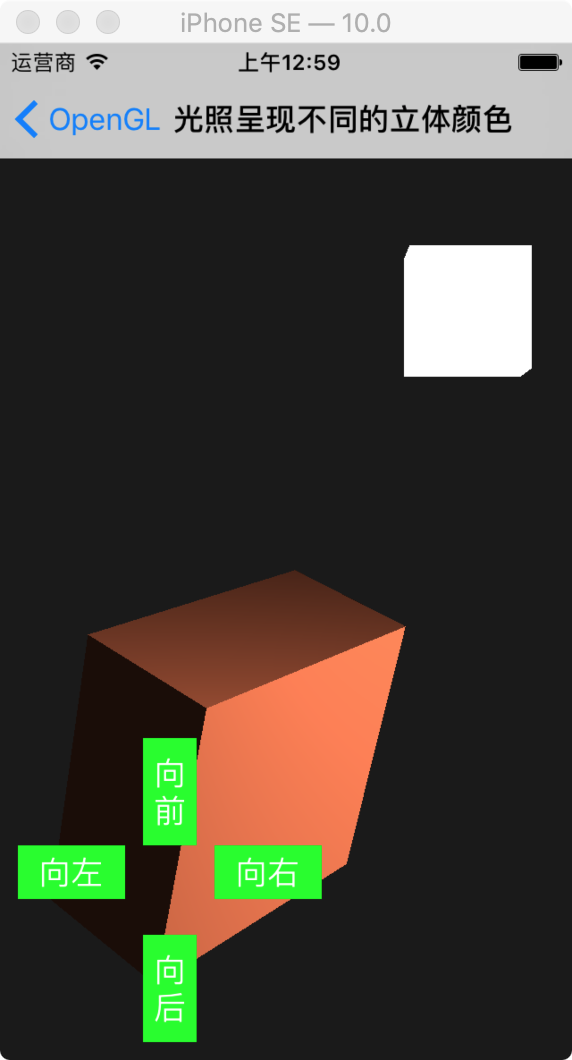 iPhone SE — 10.0
运营商 上午12:59
OpenGL 光照呈现不同的立体颜色
向
前
向左 向右
向
后